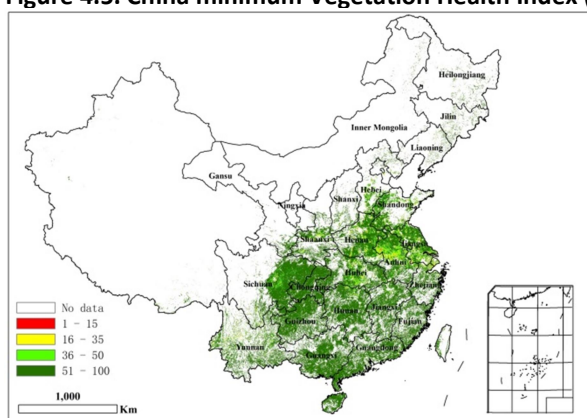 Figure 4.5. China minimum Vegetation Health Index (
Heilongjiang
Jilin
Inner Mongolia
Liaoning
Gansu
Hebei
Shanxi
Shandong
Ningxia
Shaanxi
Henan
Jiangsu
Anhui
Hubei
Sichuan
Chongqing
Zhejiang
Hunan
Jiangxi
Guizhou
Fujian
Yunnan
Guangxi
Guangdong
No data
1 - 15
16 - 35
36 - 50
51 - 100
1,000
Km